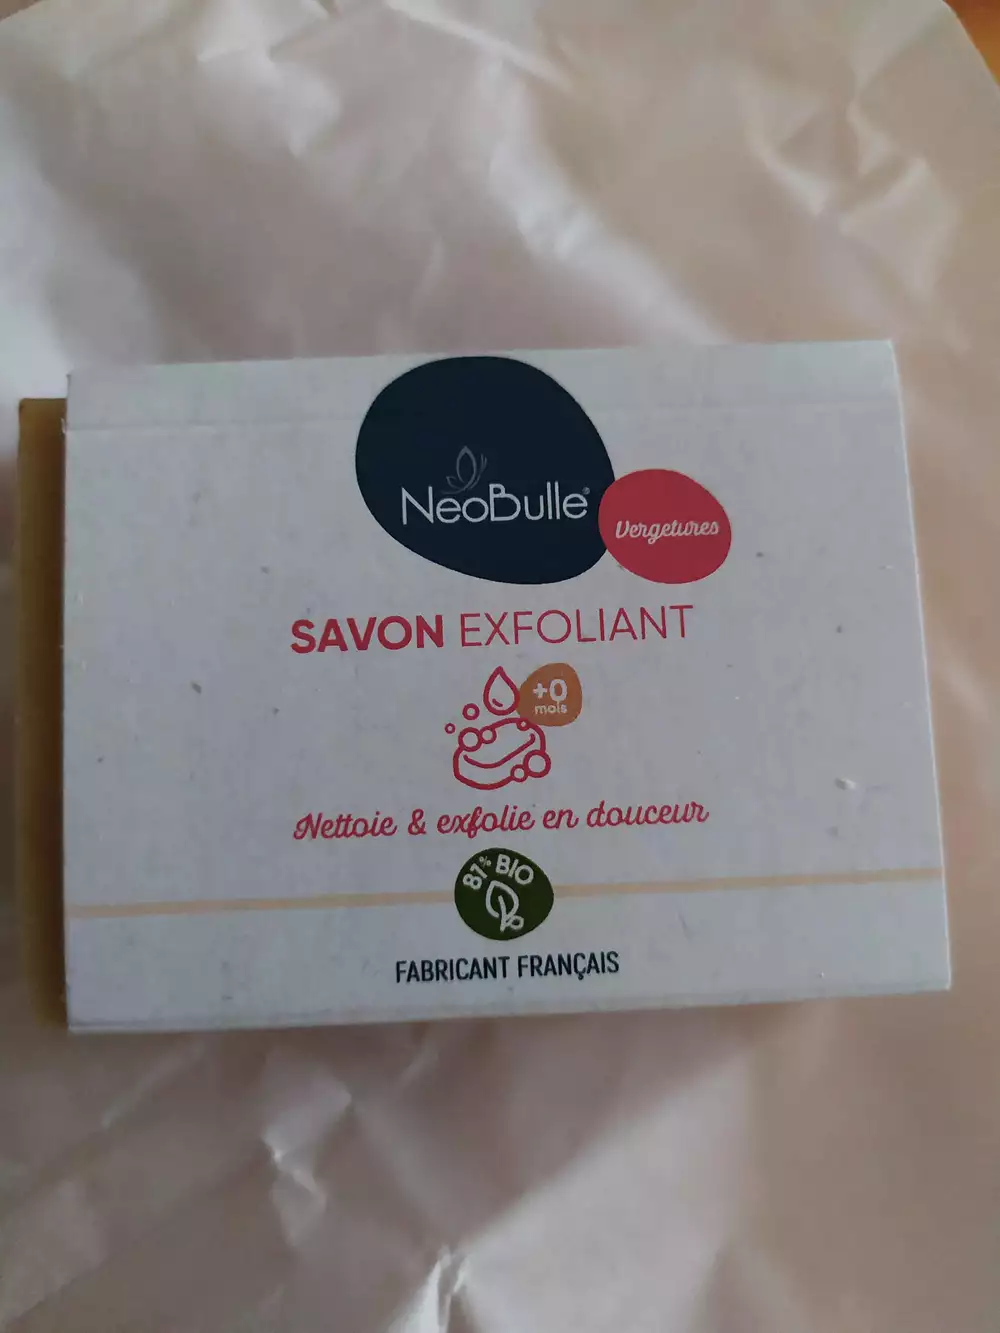 NeoBulle®
Vergetures
SAVON EXFOLIANT
+0
mois
Nettoie & exfolie en douceur
81% BIO
FABRICANT FRANÇAIS